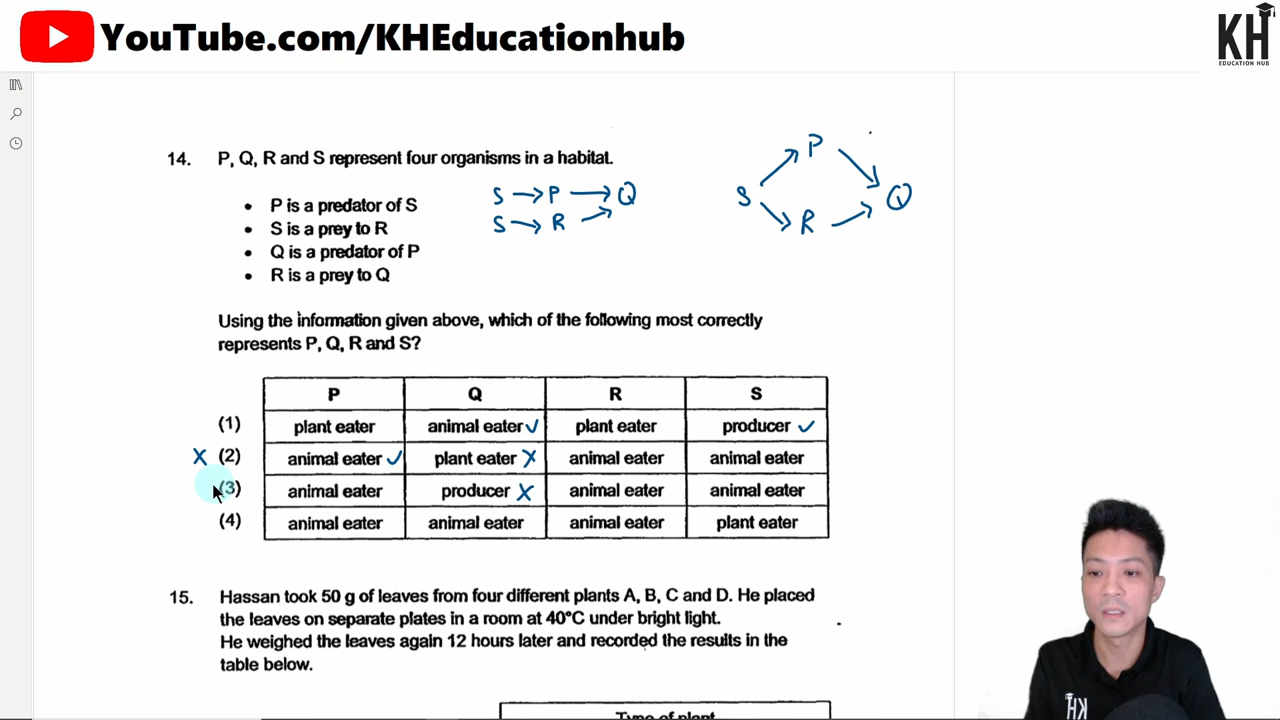 YouTube.com/KHEducationhub
KH
EDUCATION HUB
14. P, Q, R and S represent four organisms in a habitat.
• P is a predator of S
• S is a prey to R
• Q is a predator of P
• R is a prey to Q
S → P → Q
S → R
P
S Q
R
Using the information given above, which of the following most correctly
represents P, Q, R and S?
P Q R S
(1) plant eater animal eater ✓ plant eater producer ✓
X (2) animal eater ✓ plant eater X animal eater animal eater
(3) animal eater producer X animal eater animal eater
(4) animal eater animal eater animal eater plant eater
15. Hassan took 50 g of leaves from four different plants A, B, C and D. He placed
the leaves on separate plates in a room at 40°C under bright light.
He weighed the leaves again 12 hours later and recorded the results in the
table below.
Type of plant
KH